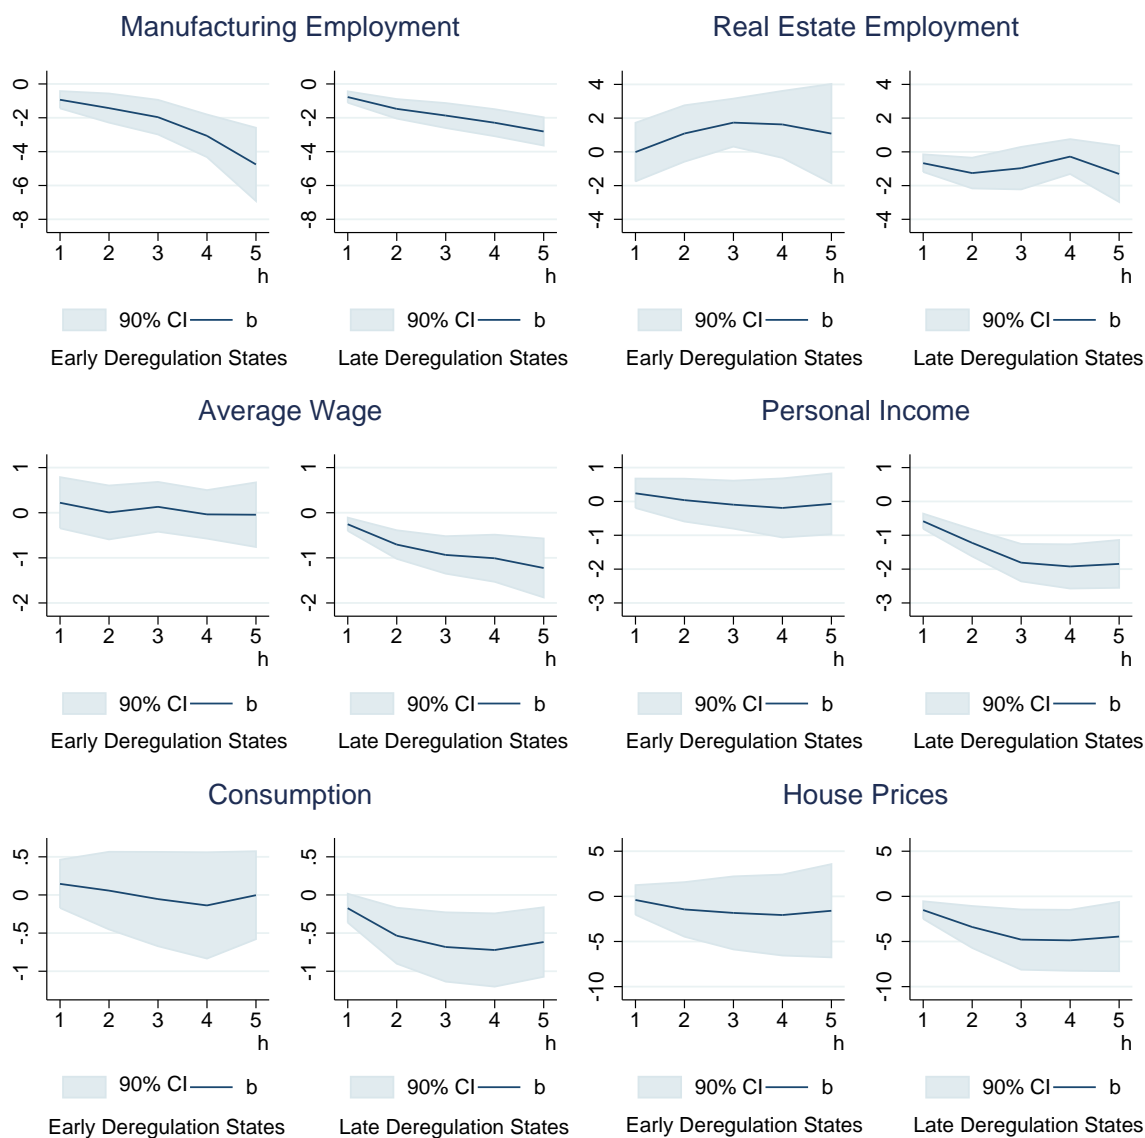 Manufacturing Employment
Real Estate Employment
0
-2
-4
-6
-8
1 2 3 4 5
h
90% CI b
Early Deregulation States
0
-2
-4
-6
-8
1 2 3 4 5
h
90% CI b
Late Deregulation States
4
2
0
-2
-4
1 2 3 4 5
h
90% CI b
Early Deregulation States
4
2
0
-2
-4
1 2 3 4 5
h
90% CI b
Late Deregulation States
Average Wage
Personal Income
1
0
-1
-2
1 2 3 4 5
h
90% CI b
Early Deregulation States
1
0
-1
-2
1 2 3 4 5
h
90% CI b
Late Deregulation States
1
0
-1
-2
-3
1 2 3 4 5
h
90% CI b
Early Deregulation States
1
0
-1
-2
-3
1 2 3 4 5
h
90% CI b
Late Deregulation States
Consumption
House Prices
.5
0
-.5
-1
1 2 3 4 5
h
90% CI b
Early Deregulation States
.5
0
-.5
-1
1 2 3 4 5
h
90% CI b
Late Deregulation States
5
0
-5
-10
1 2 3 4 5
h
90% CI b
Early Deregulation States
5
0
-5
-10
1 2 3 4 5
h
90% CI b
Late Deregulation States